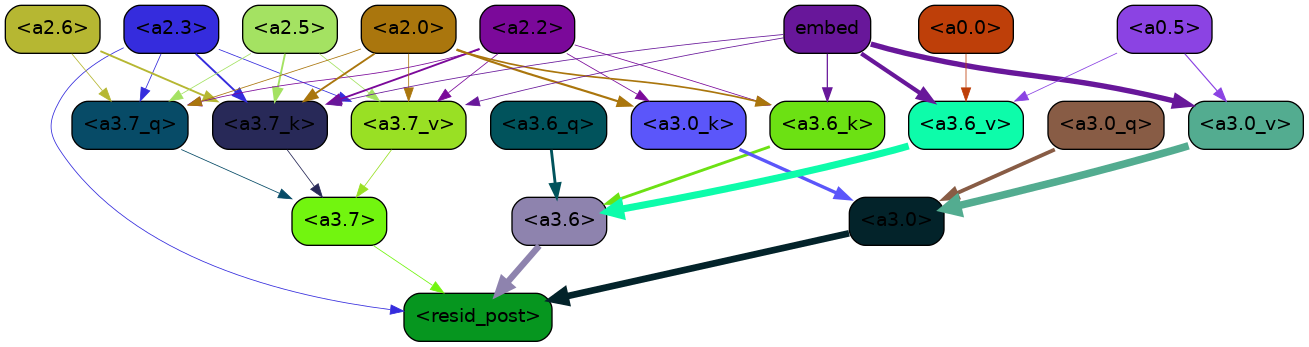 <a2.6> <a2.3> <a2.5> <a2.0> <a2.2> embed <a0.0> <a0.5>
<a3.7_q> <a3.7_k> <a3.7_v> <a3.6_q> <a3.0_k> <a3.6_k> <a3.6_v> <a3.0_q> <a3.0_v>
<a3.7> <a3.6> <a3.0>
<resid_post>